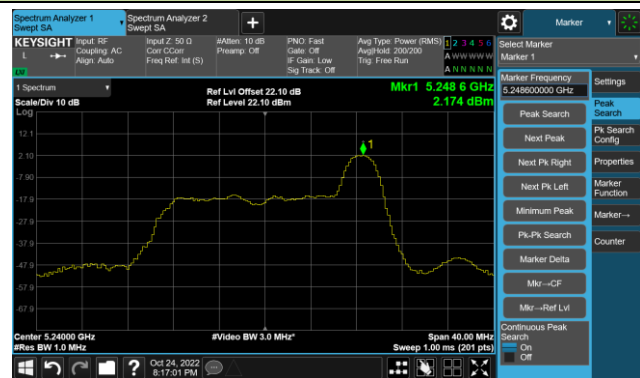 Spectrum Analyzer 1
Swept SA
Spectrum Analyzer 2
Swept SA
+
Marker
KEYSIGHT
L
Input: RF
Coupling: AC
Align: Auto
Input Z: 50 Ω
Corr CCorr
Freq Ref: Int (S)
#Atten: 10 dB
Preamp: Off
PNO: Fast
Gate: Off
IF Gain: Low
Sig Track: Off
Avg Type: Power (RMS)
Avg|Hold: 200/200
Trig: Free Run
1 2 3 4 5 6
A W W W W W
A N N N N N
Select Marker
Marker 1
1 Spectrum
Scale/Div 10 dB
Log
Ref Lvl Offset 22.10 dB
Ref Level 22.10 dBm
Mkr1 5.248 6 GHz
2.174 dBm
12.1
2.10
-7.90
-17.9
-27.9
-37.9
-47.9
-57.9
-67.9
1
Center 5.24000 GHz
#Res BW 1.0 MHz
#Video BW 3.0 MHz*
Span 40.00 MHz
Sweep 1.00 ms (201 pts)
Marker Frequency
5.248600000 GHz
Peak Search
Next Peak
Next Pk Right
Next Pk Left
Minimum Peak
Pk-Pk Search
Marker Delta
Mkr→CF
Mkr→Ref Lvl
Continuous Peak
Search
On
Off
Settings
Peak
Search
Pk Search
Config
Properties
Marker
Function
Marker→
Counter
?
Oct 24, 2022
8:17:01 PM